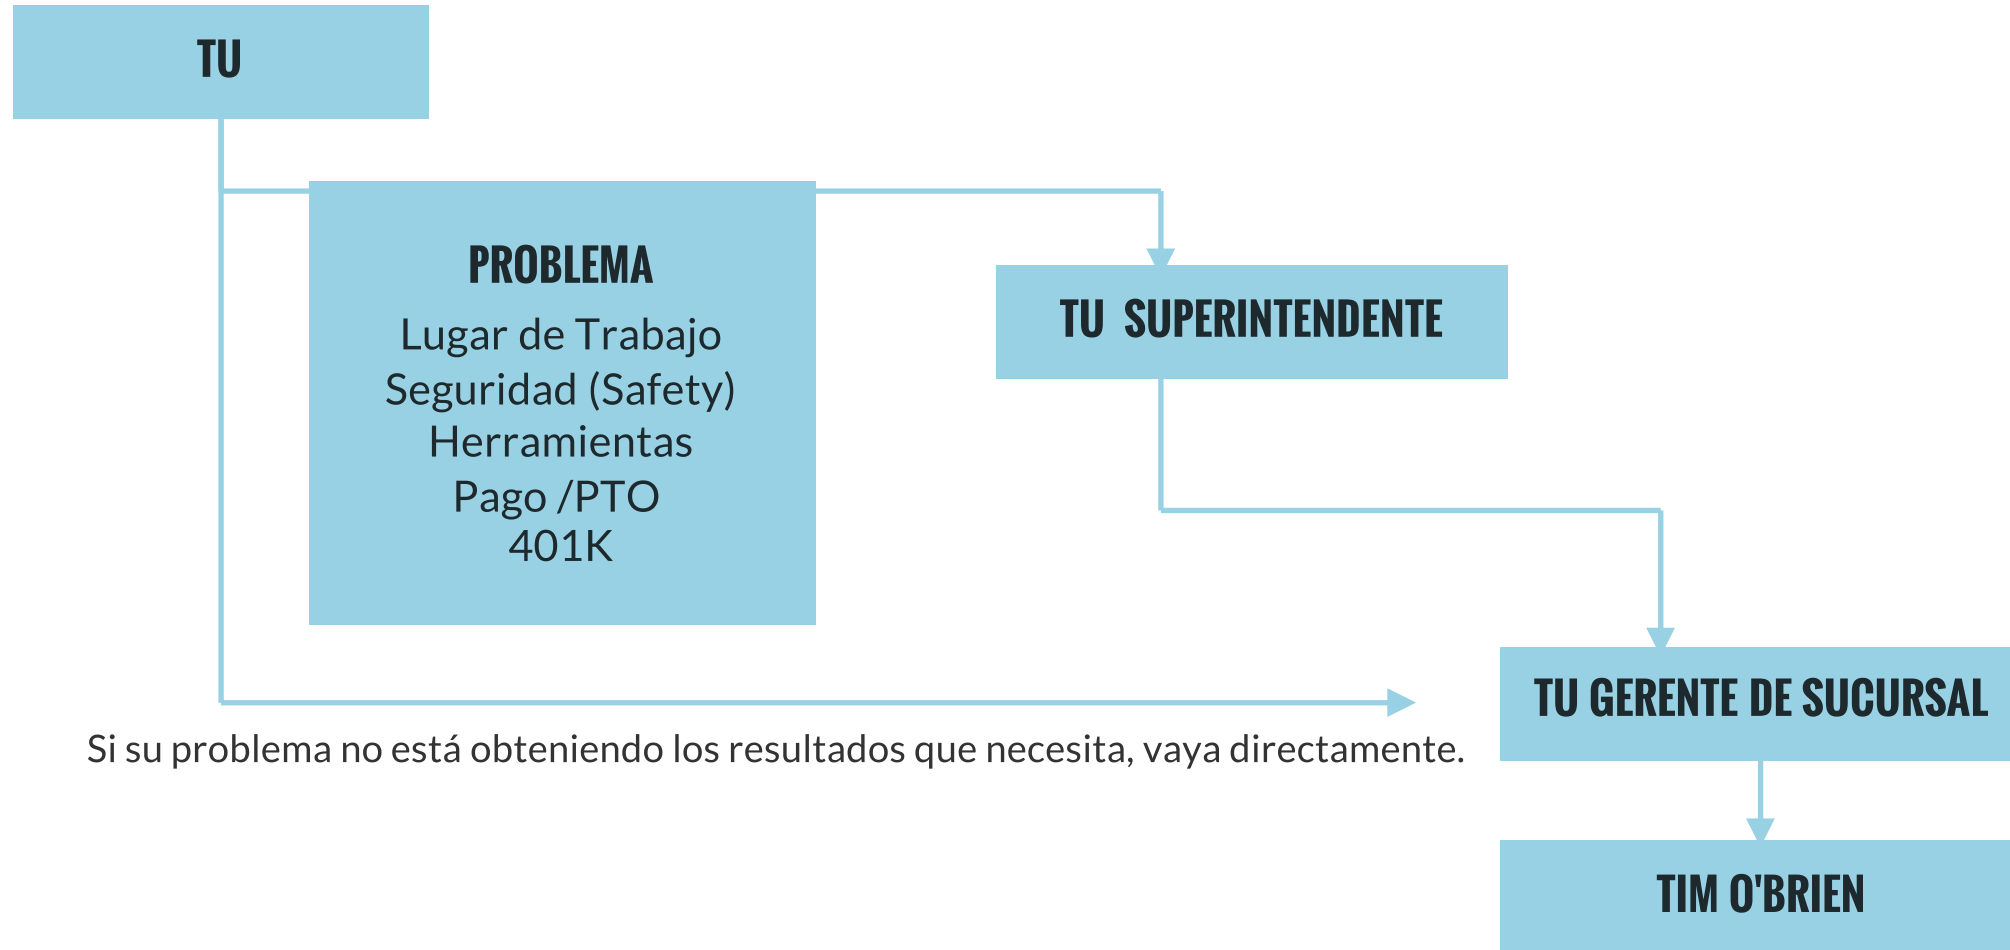 TU
PROBLEMA
Lugar de Trabajo
Seguridad (Safety)
Herramientas
Pago /PTO
401K
TU SUPERINTENDENTE
TU GERENTE DE SUCURSAL
Si su problema no está obteniendo los resultados que necesita, vaya directamente.
TIM O'BRIEN